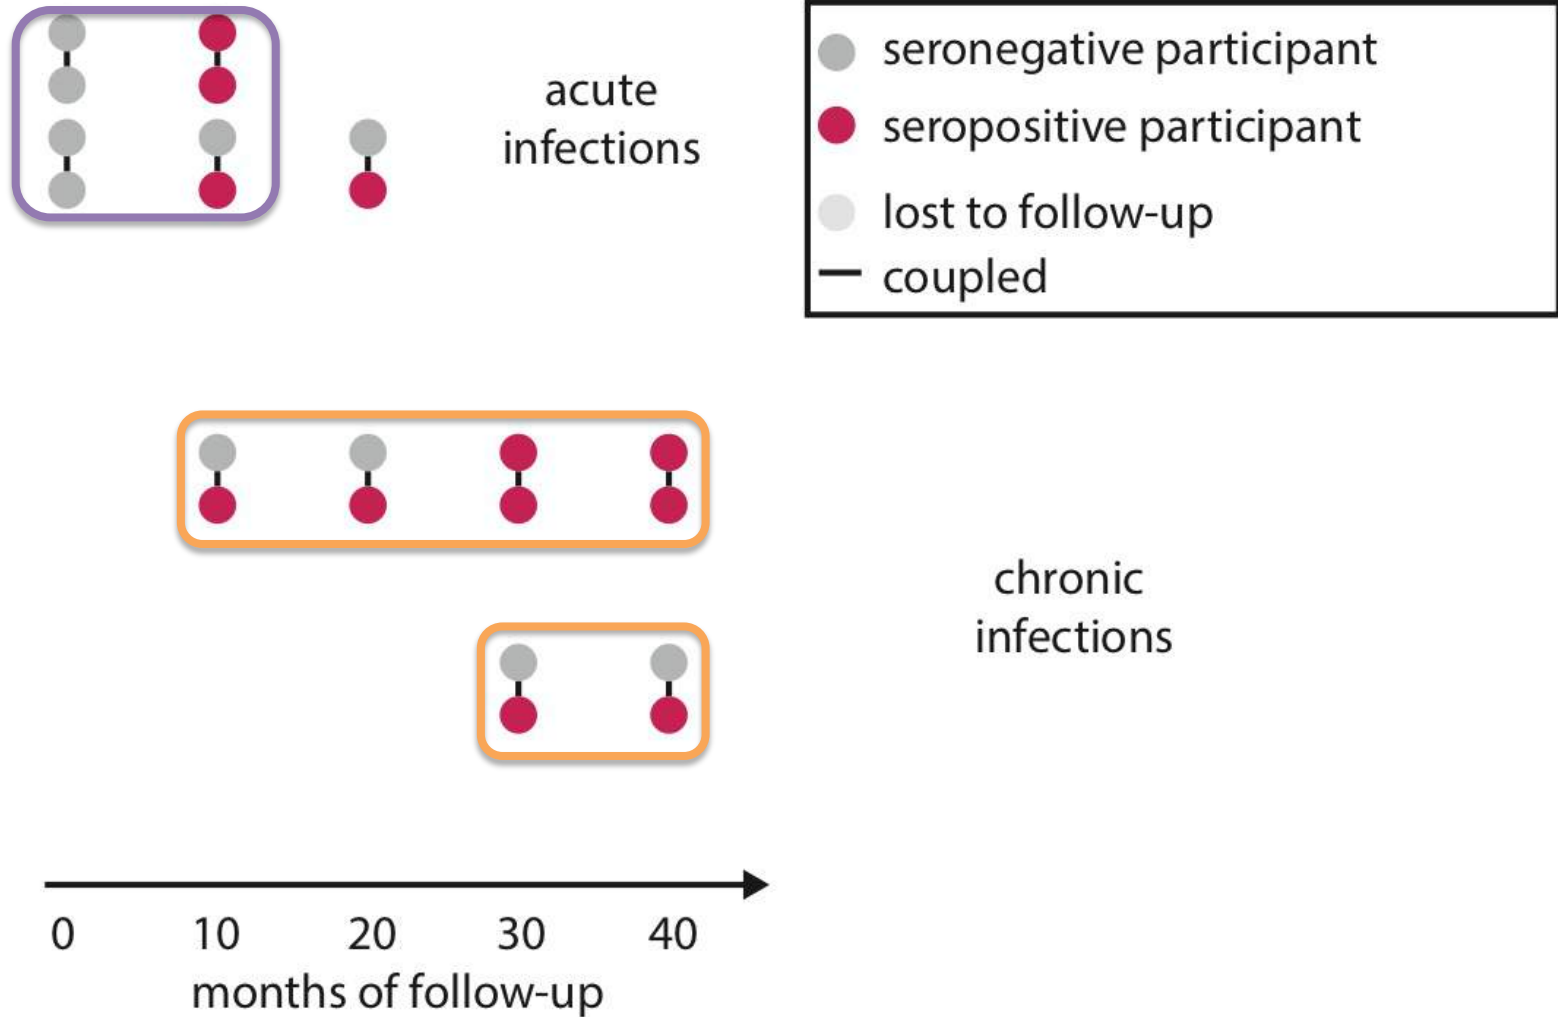 acute
infections
seronegative participant
seropositive participant
lost to follow-up
coupled
chronic
infections
0 10 20 30 40
months of follow-up